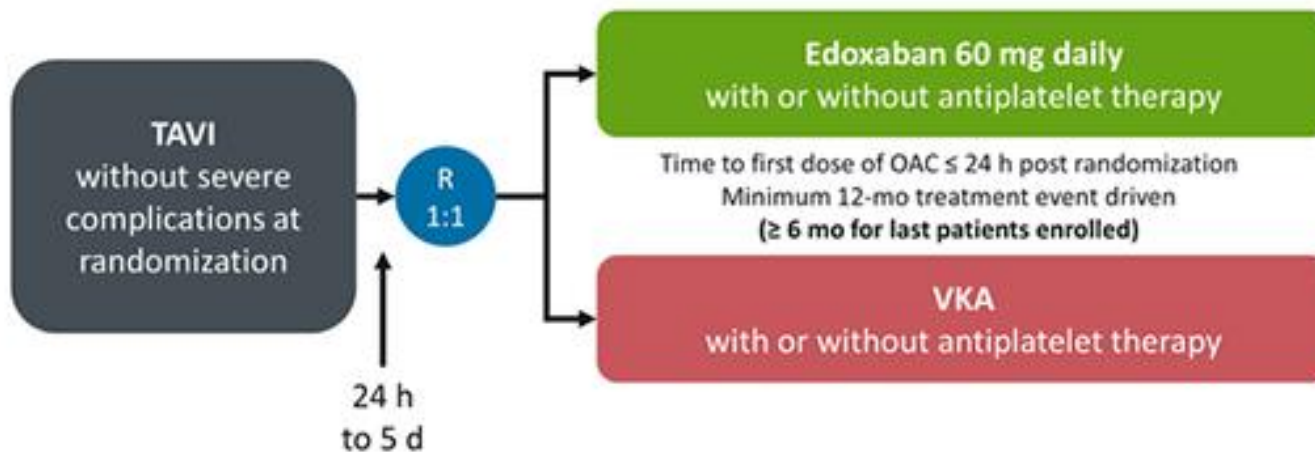 TAVI
without severe
complications at
randomization
24 h
to 5 d
R
1:1
Edoxaban 60 mg daily
with or without antiplatelet therapy
Time to first dose of OAC ≤ 24 h post randomization
Minimum 12-mo treatment event driven
(≥ 6 mo for last patients enrolled)
VKA
with or without antiplatelet therapy